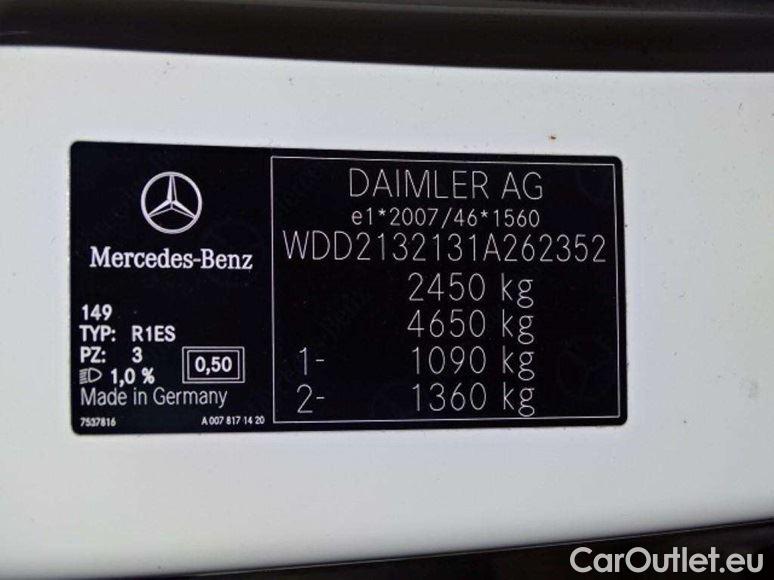 Mercedes-Benz
149
TYP: R1ES
PZ: 3
1,0 %
0,50
Made in Germany
7537816
A 007 817 14 20
DAIMLER AG
e1*2007/46*1560
WDD2132131A262352
2450 kg
4650 kg
1- 1090 kg
2- 1360 kg
CarOutlet.eu